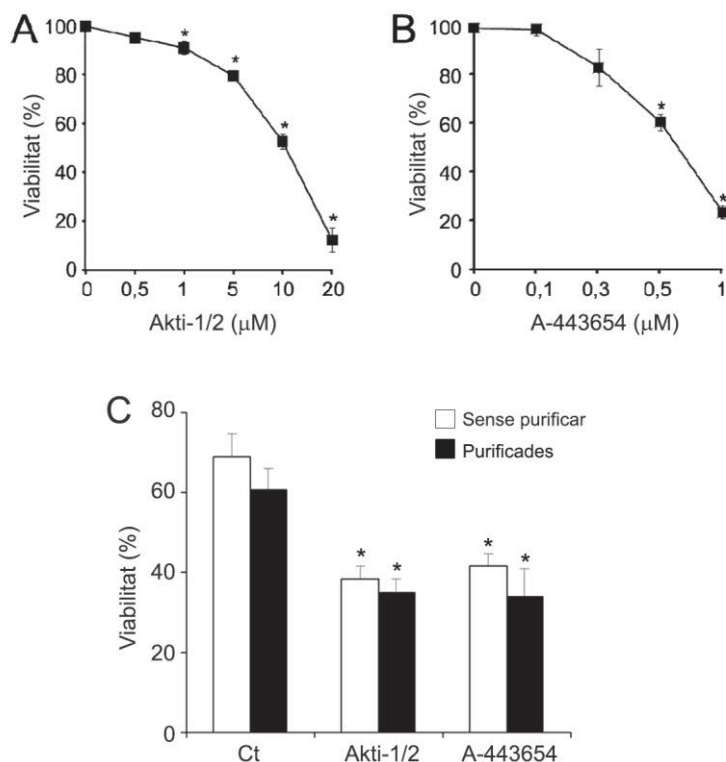 A
Viabilitat (%)
100
80
60
40
20
0
* * * *
0 0,5 1 5 10 20
Akti-1/2 (μM)
B
Viabilitat (%)
100
80
60
40
20
0
* *
0 0,1 0,3 0,5 1
A-443654 (μM)
C
Viabilitat (%)
80
60
40
20
0
Sense purificar
Purificades
* * * *
Ct Akti-1/2 A-443654